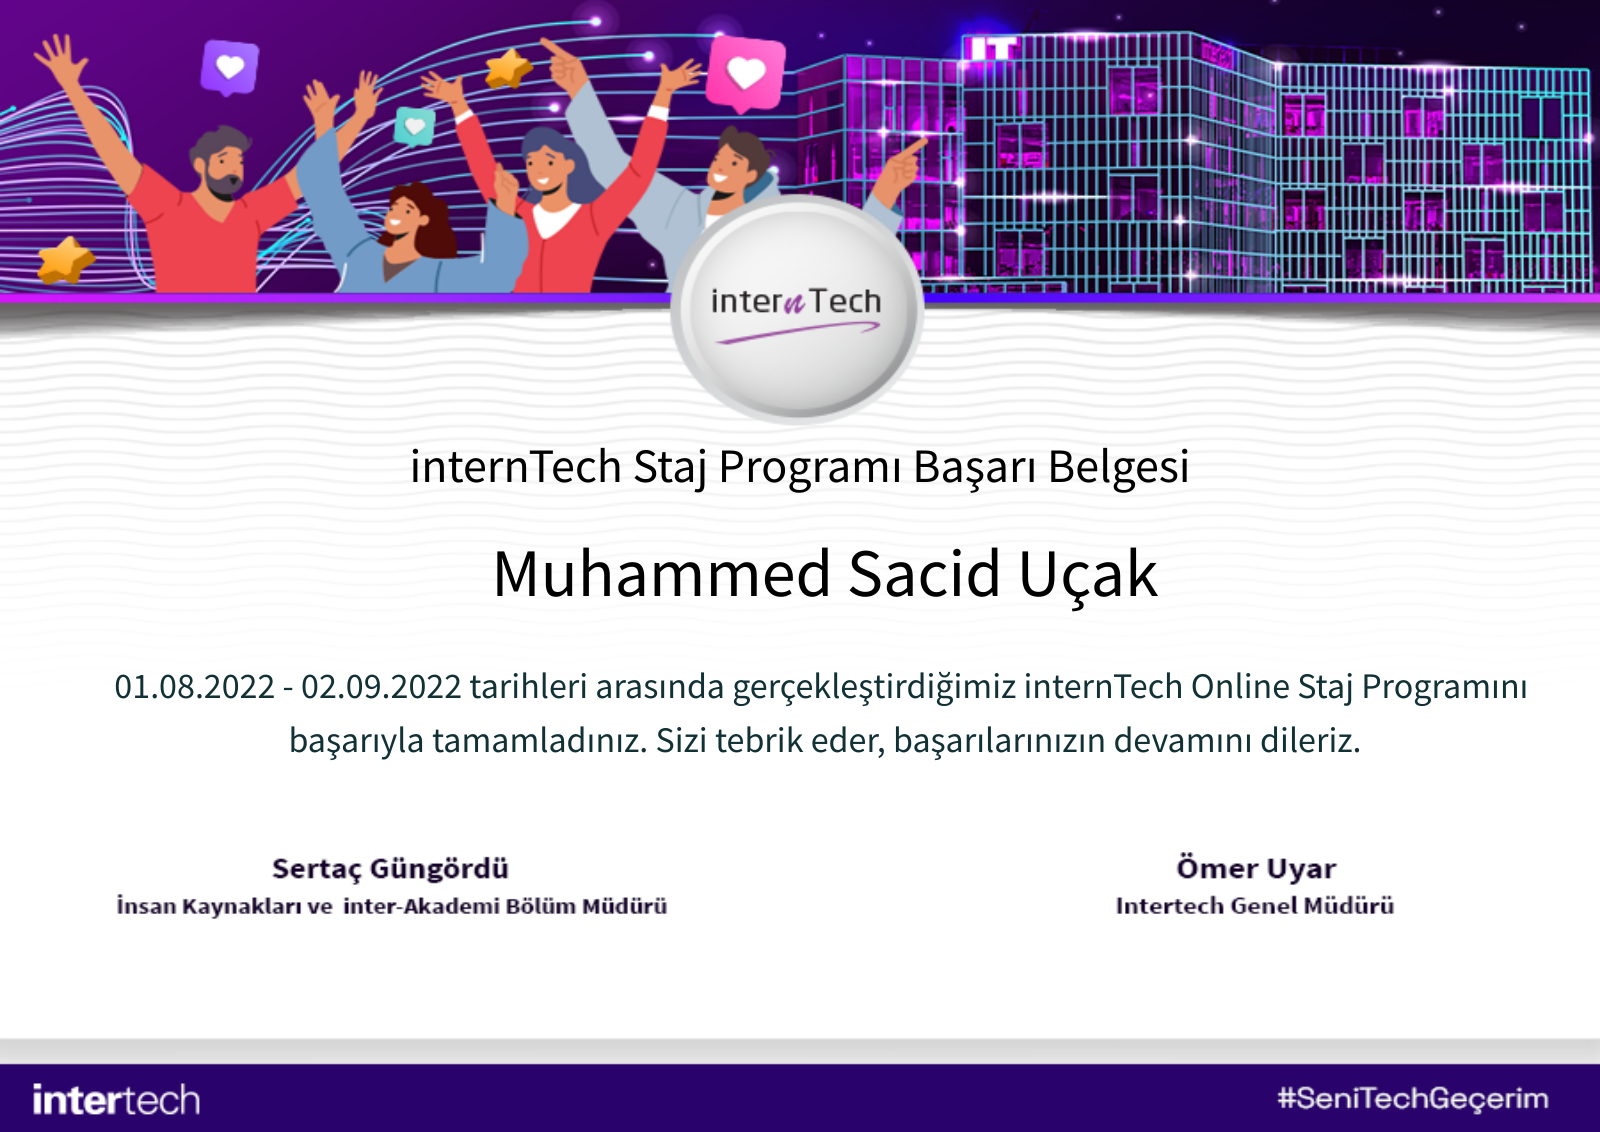 IT
internTech
internTech Staj Programı Başarı Belgesi
Muhammed Sacid Uçak
01.08.2022 - 02.09.2022 tarihleri arasında gerçekleştirdiğimiz internTech Online Staj Programını
başarıyla tamamladınız. Sizi tebrik eder, başarılarınızın devamını dileriz.
Sertaç Güngördü
İnsan Kaynakları ve inter-Akademi Bölüm Müdürü
Ömer Uyar
Intertech Genel Müdürü
intertech
#SeniTechGeçerim